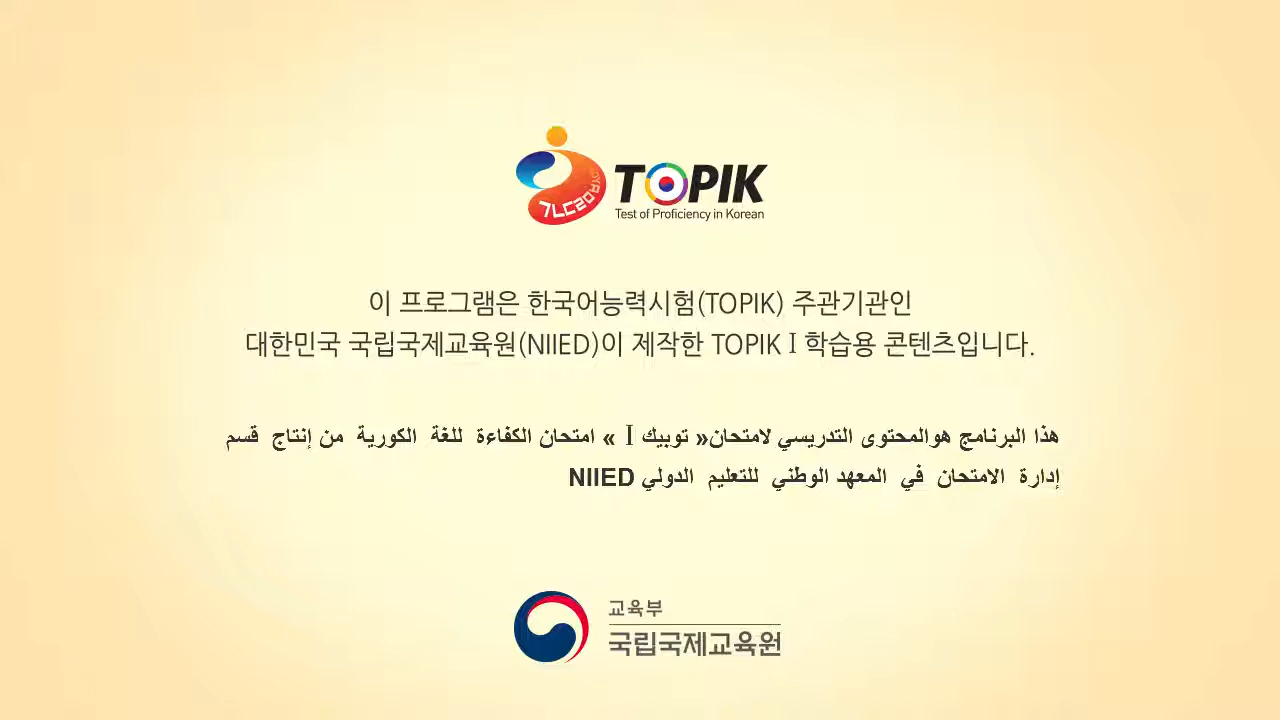 TOPIK
Test of Proficiency in Korean
이 프로그램은 한국어능력시험(TOPIK) 주관기관인
대한민국 국립국제교육원(NIIED)이 제작한 TOPIK I 학습용 콘텐츠입니다.
هذا البرنامج هوالمحتوى التدريسي لامتحان« توبيك I » امتحان الكفاءة للغة الكورية من إنتاج قسم
إدارة الامتحان في المعهد الوطني للتعليم الدولي NIIED
교육부
국립국제교육원